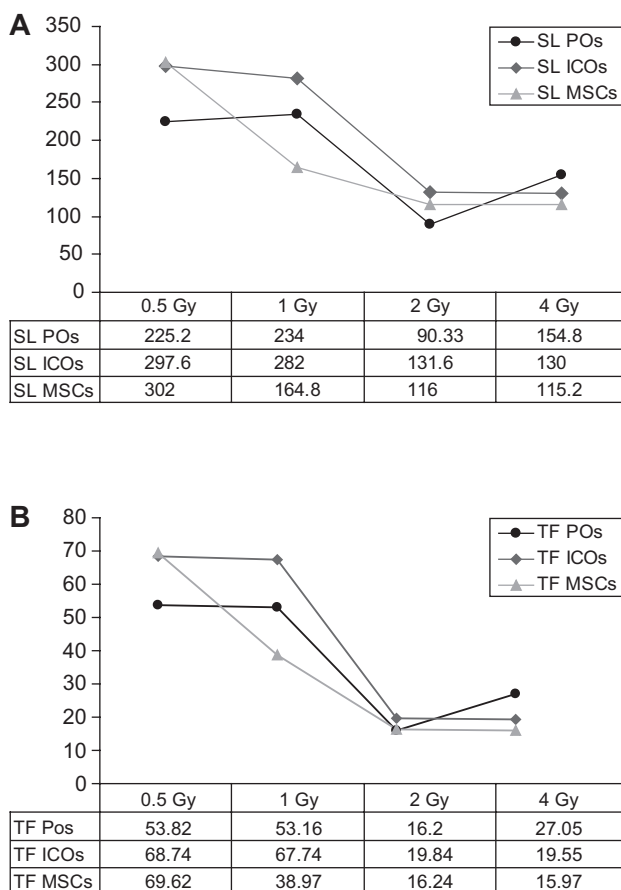 A
350
300
250
200
150
100
50
0
SL POs
SL ICOs
SL MSCs
0.5 Gy 1 Gy 2 Gy 4 Gy
SL POs 225.2 234 90.33 154.8
SL ICOs 297.6 282 131.6 130
SL MSCs 302 164.8 116 115.2
B
80
70
60
50
40
30
20
10
0
TF POs
TF ICOs
TF MSCs
0.5 Gy 1 Gy 2 Gy 4 Gy
TF Pos 53.82 53.16 16.2 27.05
TF ICOs 68.74 67.74 19.84 19.55
TF MSCs 69.62 38.97 16.24 15.97